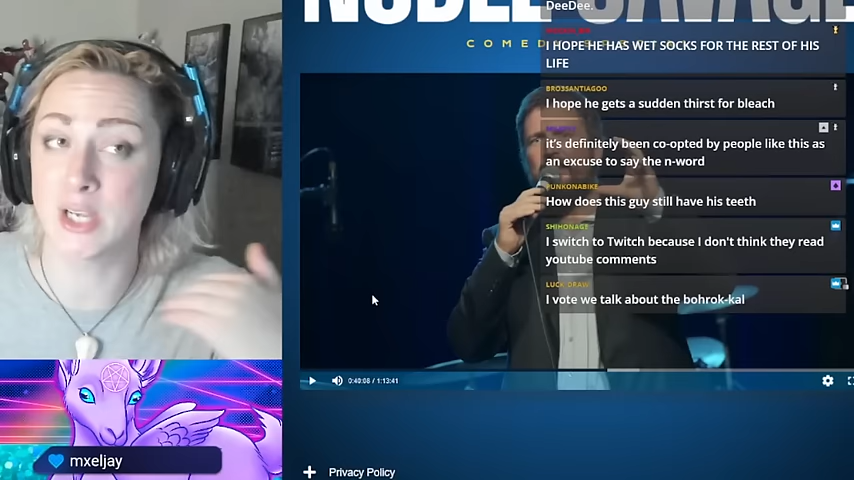 DeeDee.
COMED
I HOPE HE HAS WET SOCKS FOR THE REST OF HIS
LIFE
BRO3SANTIAGOO
I hope he gets a sudden thirst for bleach
it's definitely been co-opted by people like this as
an excuse to say the n-word
PUNKONABIKE
How does this guy still have his teeth
SHIHONAGE
I switch to Twitch because I don't think they read
youtube comments
LUCK_DRAW
I vote we talk about the bohrok-kal
0:40:08 / 1:13:41
mxeljay
Privacy Policy